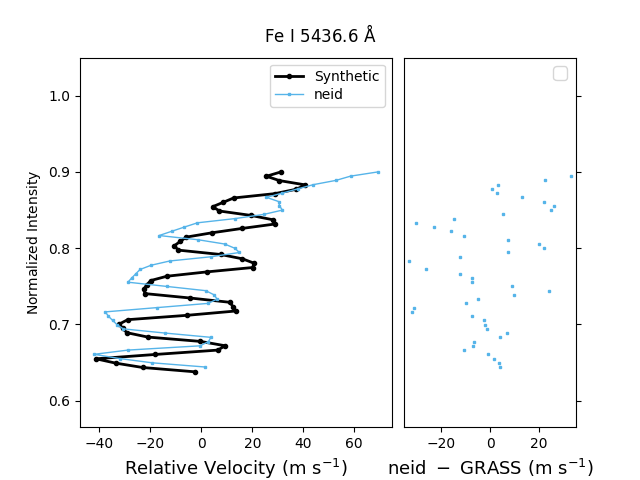 Fe I 5436.6 Å
Synthetic
neid
Normalized Intensity
1.0
0.9
0.8
0.7
0.6
−40 −20 0 20 40 60
−20 0 20
Relative Velocity (m s⁻¹)
neid − GRASS (m s⁻¹)